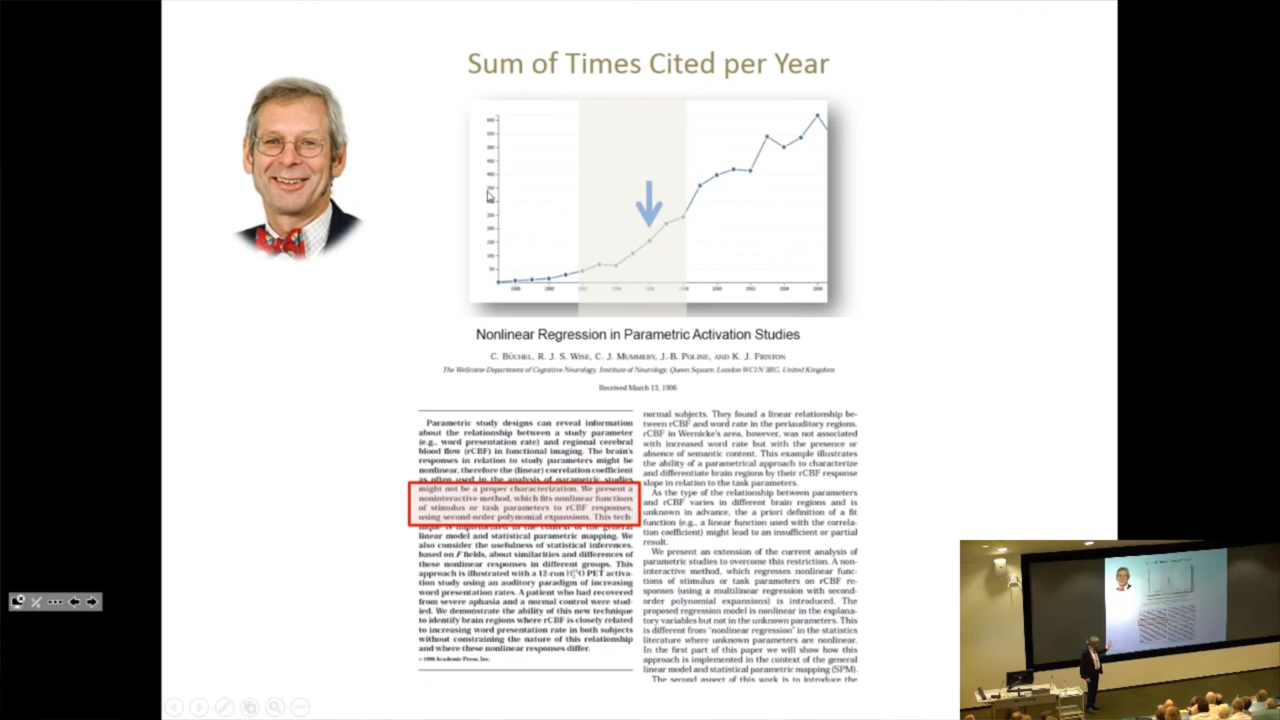 Sum of Times Cited per Year
Nonlinear Regression in Parametric Activation Studies
C. BÜCHEL, R. J. S. WISE, C. J. MUMMERY, J.-B. POLINE, AND K. J. FRISTON
The Wellcome Department of Cognitive Neurology, Institute of Neurology, Queen Square, London WC1N 3BG, United Kingdom
Received March 13, 1996
Parametric study designs can reveal information
about the relationship between a study parameter
(e.g., word presentation rate) and regional cerebral
blood flow (rCBF) in functional imaging. The brain's
responses in relation to study parameters might be
nonlinear, therefore the (linear) correlation coefficient
as often used in the analysis of parametric studies
might not be a proper characterization. We present a
noninteractive method, which fits nonlinear functions
of stimulus or task parameters to rCBF responses,
using second-order polynomial expansions. This tech-
nique is implemented in the context of the general
linear model and statistical parametric mapping. We
also consider the usefulness of statistical inferences,
based on F fields, about similarities and differences of
these nonlinear responses in different groups. This
approach is illustrated with a 12-run PET activa-
tion study using an auditory paradigm of increasing
word presentation rates. A patient who had recovered
from severe aphasia and a normal control were stud-
ied. We demonstrate the ability of this new technique
to identify brain regions where rCBF is closely related
to increasing word presentation rate in both subjects
without constraining the nature of this relationship
and where these nonlinear responses differ.
© 1996 Academic Press, Inc.
normal subjects. They found a linear relationship be-
tween rCBF and word rate in the periauditory regions.
rCBF in Wernicke's area, however, was not associated
with increased word rate but with the presence or
absence of semantic content. This example illustrates
the ability of a parametrical approach to characterize
and differentiate brain regions by their rCBF response
slope in relation to the task parameters.
As the type of the relationship between parameters
and rCBF varies in different brain regions and is
unknown in advance, the a priori definition of a fit
function (e.g., a linear function used with the correla-
tion coefficient) might lead to an insufficient or partial
result.
We present an extension of the current analysis of
parametric studies to overcome this restriction. A non-
interactive method, which regresses nonlinear func-
tions of stimulus or task parameters on rCBF re-
sponses (using a multilinear regression with second-
order polynomial expansions) is introduced. The
proposed regression model is nonlinear in the explana-
tory variables but not in the unknown parameters. This
is different from "nonlinear regression" in the statistics
literature where unknown parameters are nonlinear.
In the first part of this paper we will show how this
approach is implemented in the context of the general
linear model and statistical parametric mapping (SPM).
The second aspect of this work is to introduce the